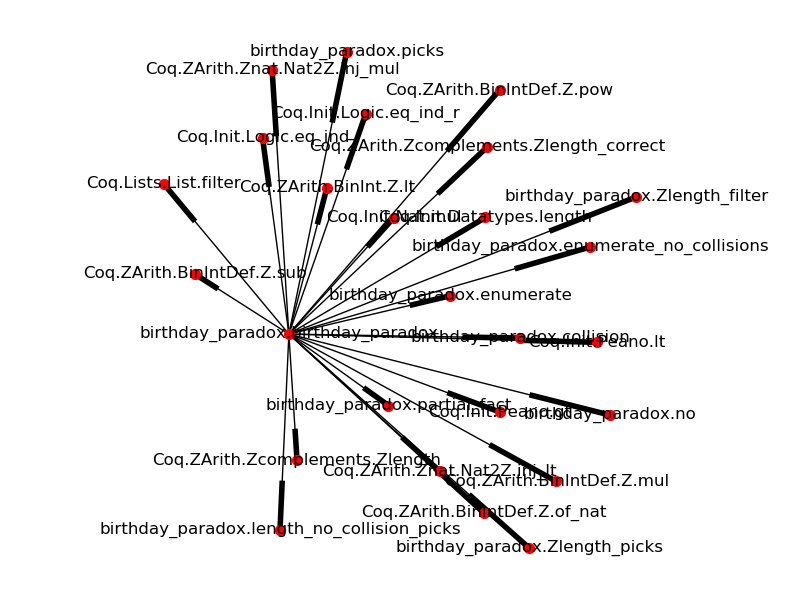 birthday_paradox.picks
Coq.ZArith.Znat.Nat2Z.inj_mul
Coq.ZArith.BinIntDef.Z.pow
Coq.Init.Logic.eq_ind_r
Coq.Init.Logic.eq_ind
Coq.ZArith.Zcomplements.Zlength_correct
Coq.Lists.List.filter
Coq.ZArith.BinInt.Z.lt
birthday_paradox.Zlength_filter
Coq.Init.Nat.mul
Coq.Init.Datatypes.length
birthday_paradox.enumerate_no_collisions
Coq.ZArith.BinIntDef.Z.sub
birthday_paradox.enumerate
birthday_paradox.birthday_paradox
birthday_paradox.collision
Coq.Init.Peano.lt
birthday_paradox.partial_fact
Coq.Init.Peano.gt
birthday_paradox.no
Coq.ZArith.Zcomplements.Zlength
Coq.ZArith.Znat.Nat2Z.inj_lt
Coq.ZArith.BinIntDef.Z.mul
Coq.ZArith.BinIntDef.Z.of_nat
birthday_paradox.length_no_collision_picks
birthday_paradox.Zlength_picks